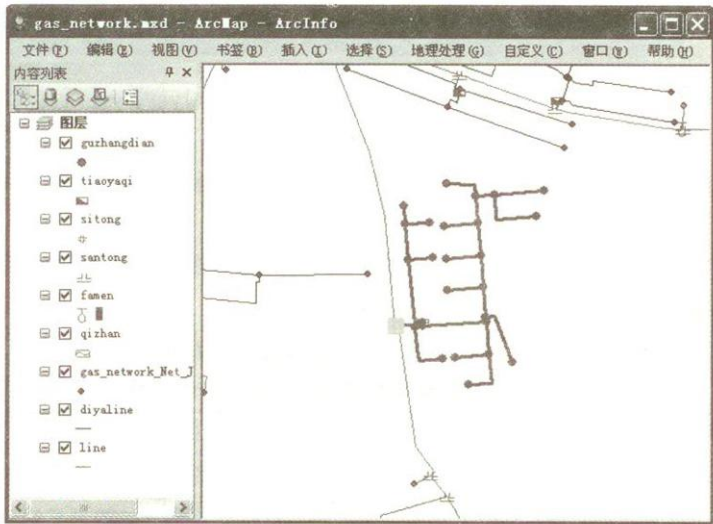 gas_network.mxd - ArcMap - ArcInfo
文件(F) 编辑(E) 视图(V) 书签(B) 插入(I) 选择(S) 地理处理(G) 自定义(C) 窗口(W) 帮助(H)
内容列表
图层
guzhangdian
tiaoyaqi
sitong
santong
famen
qizhan
gas_network_Net_J
diyaline
line